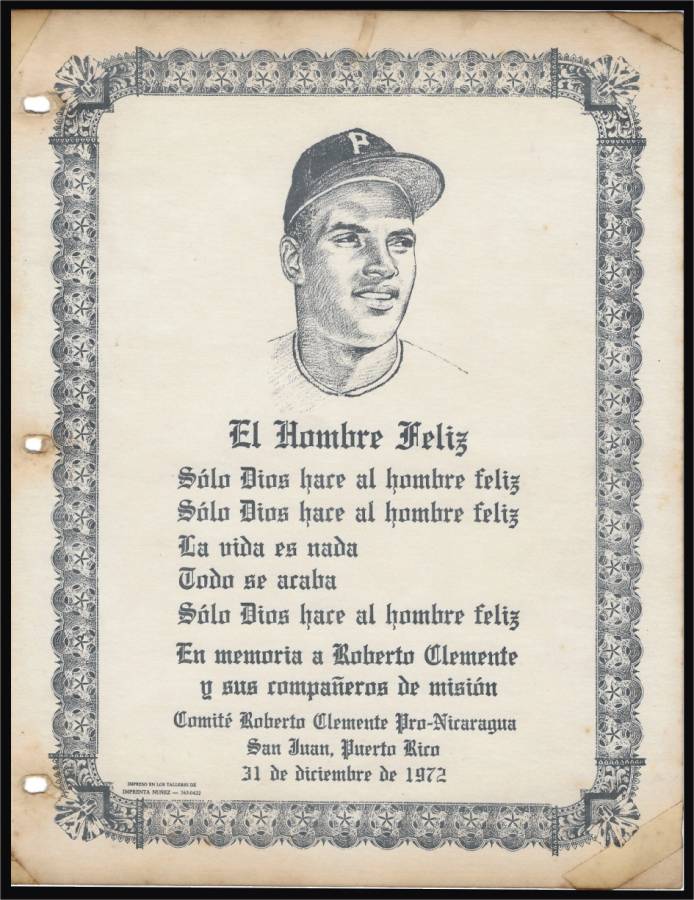 P
El Hombre Feliz
Sólo Dios hace al hombre feliz
Sólo Dios hace al hombre feliz
La vida es nada
Todo se acaba
Sólo Dios hace al hombre feliz
En memoria a Roberto Clemente
y sus compañeros de misión
Comité Roberto Clemente Pro-Nicaragua
San Juan, Puerto Rico
31 de diciembre de 1972
IMPRESO EN LOS TALLERES DE
IMPRENTA NUÑEZ — 767-0422